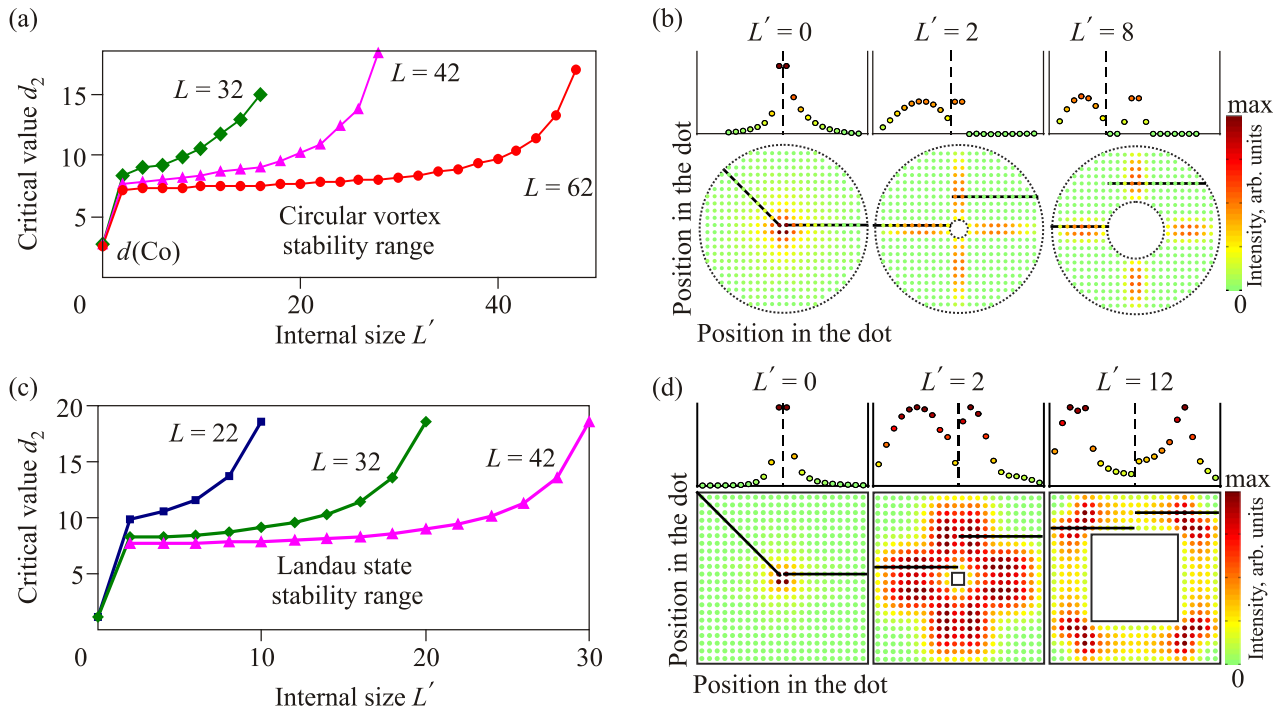 (a)
Critical value d₂
15
10
5
0
20
40
L = 32
L = 42
L = 62
d(Co)
Circular vortex
stability range
Internal size L′
(b)
L′ = 0
L′ = 2
L′ = 8
Position in the dot
Position in the dot
max
Intensity, arb. units
0
(c)
Critical value d₂
20
15
10
5
0
10
20
30
L = 22
L = 32
L = 42
Landau state
stability range
Internal size L′
(d)
L′ = 0
L′ = 2
L′ = 12
Position in the dot
Position in the dot
max
Intensity, arb. units
0